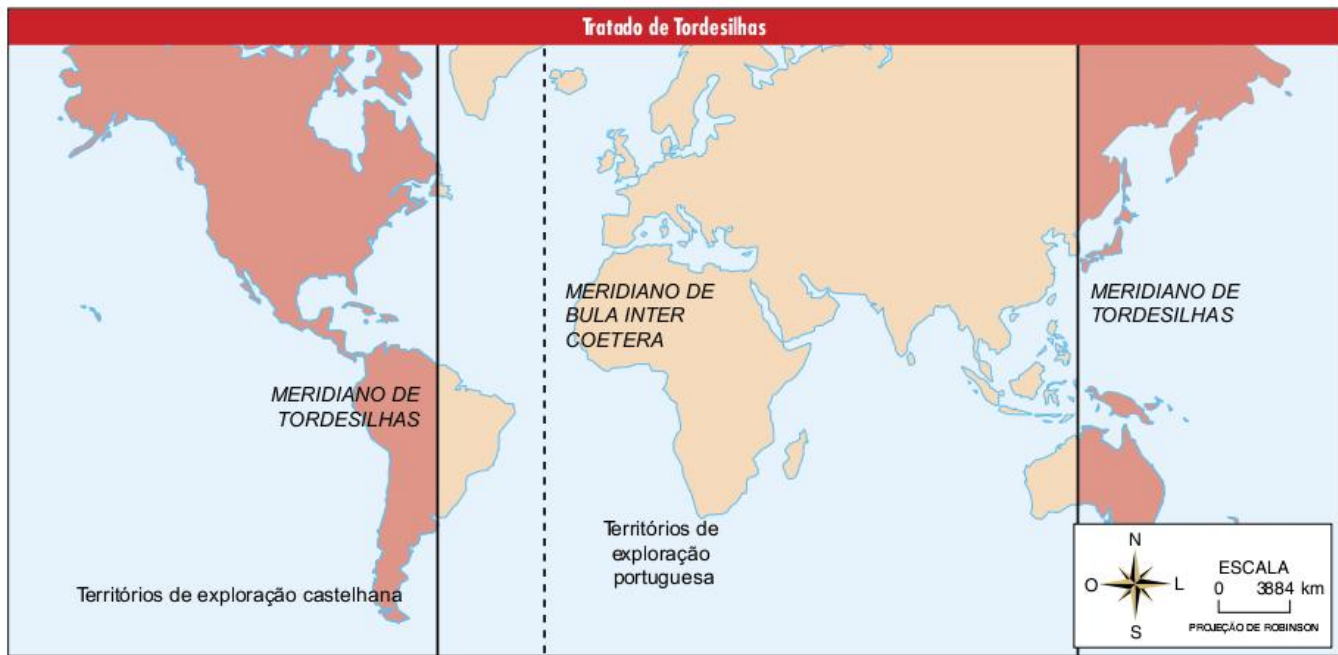 Tratado de Tordesilhas
MERIDIANO DE
BULA INTER
COETERA
MERIDIANO DE
TORDESILHAS
MERIDIANO DE
TORDESILHAS
Territórios de
exploração
portuguesa
Territórios de exploração castelhana
N
O
L
S
ESCALA
0 3884 km
PROJEÇÃO DE ROBINSON